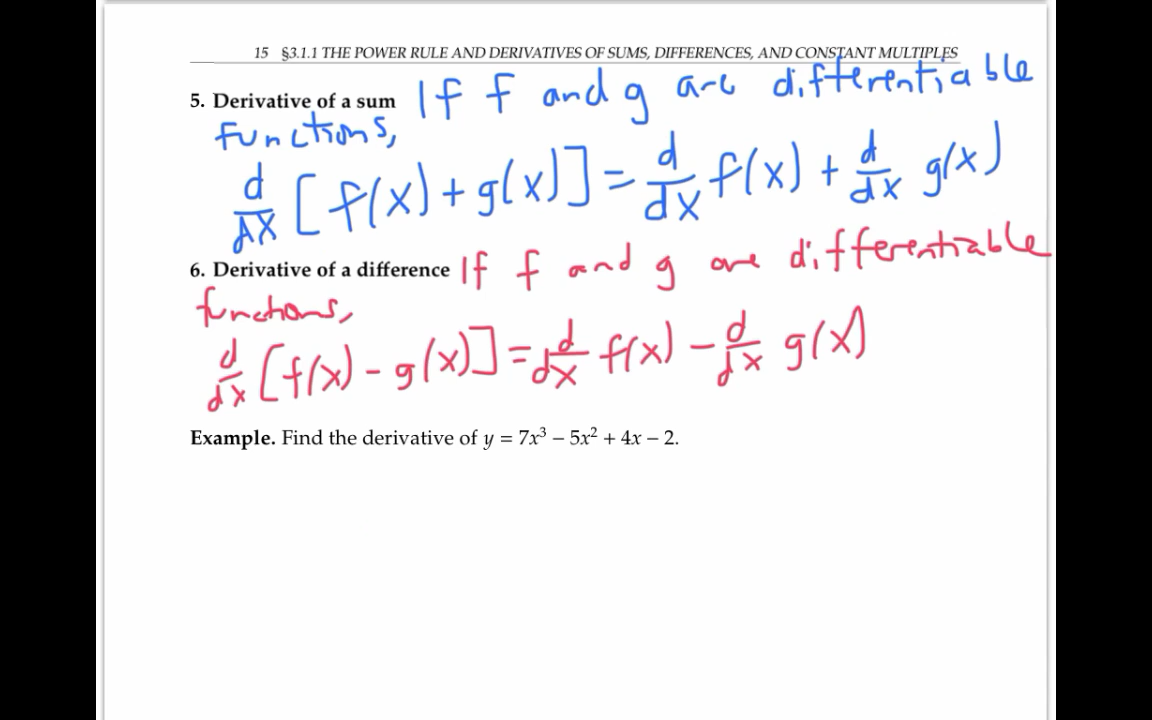 15 §3.1.1 THE POWER RULE AND DERIVATIVES OF SUMS, DIFFERENCES, AND CONSTANT MULTIPLES
5. Derivative of a sum If f and g are differentiable
functions,
d/dx [f(x) + g(x)] = d/dx f(x) + d/dx g(x)
6. Derivative of a difference If f and g are differentiable
functions,
d/dx [f(x) - g(x)] = d/dx f(x) - d/dx g(x)
Example. Find the derivative of y = 7x³ − 5x² + 4x − 2.